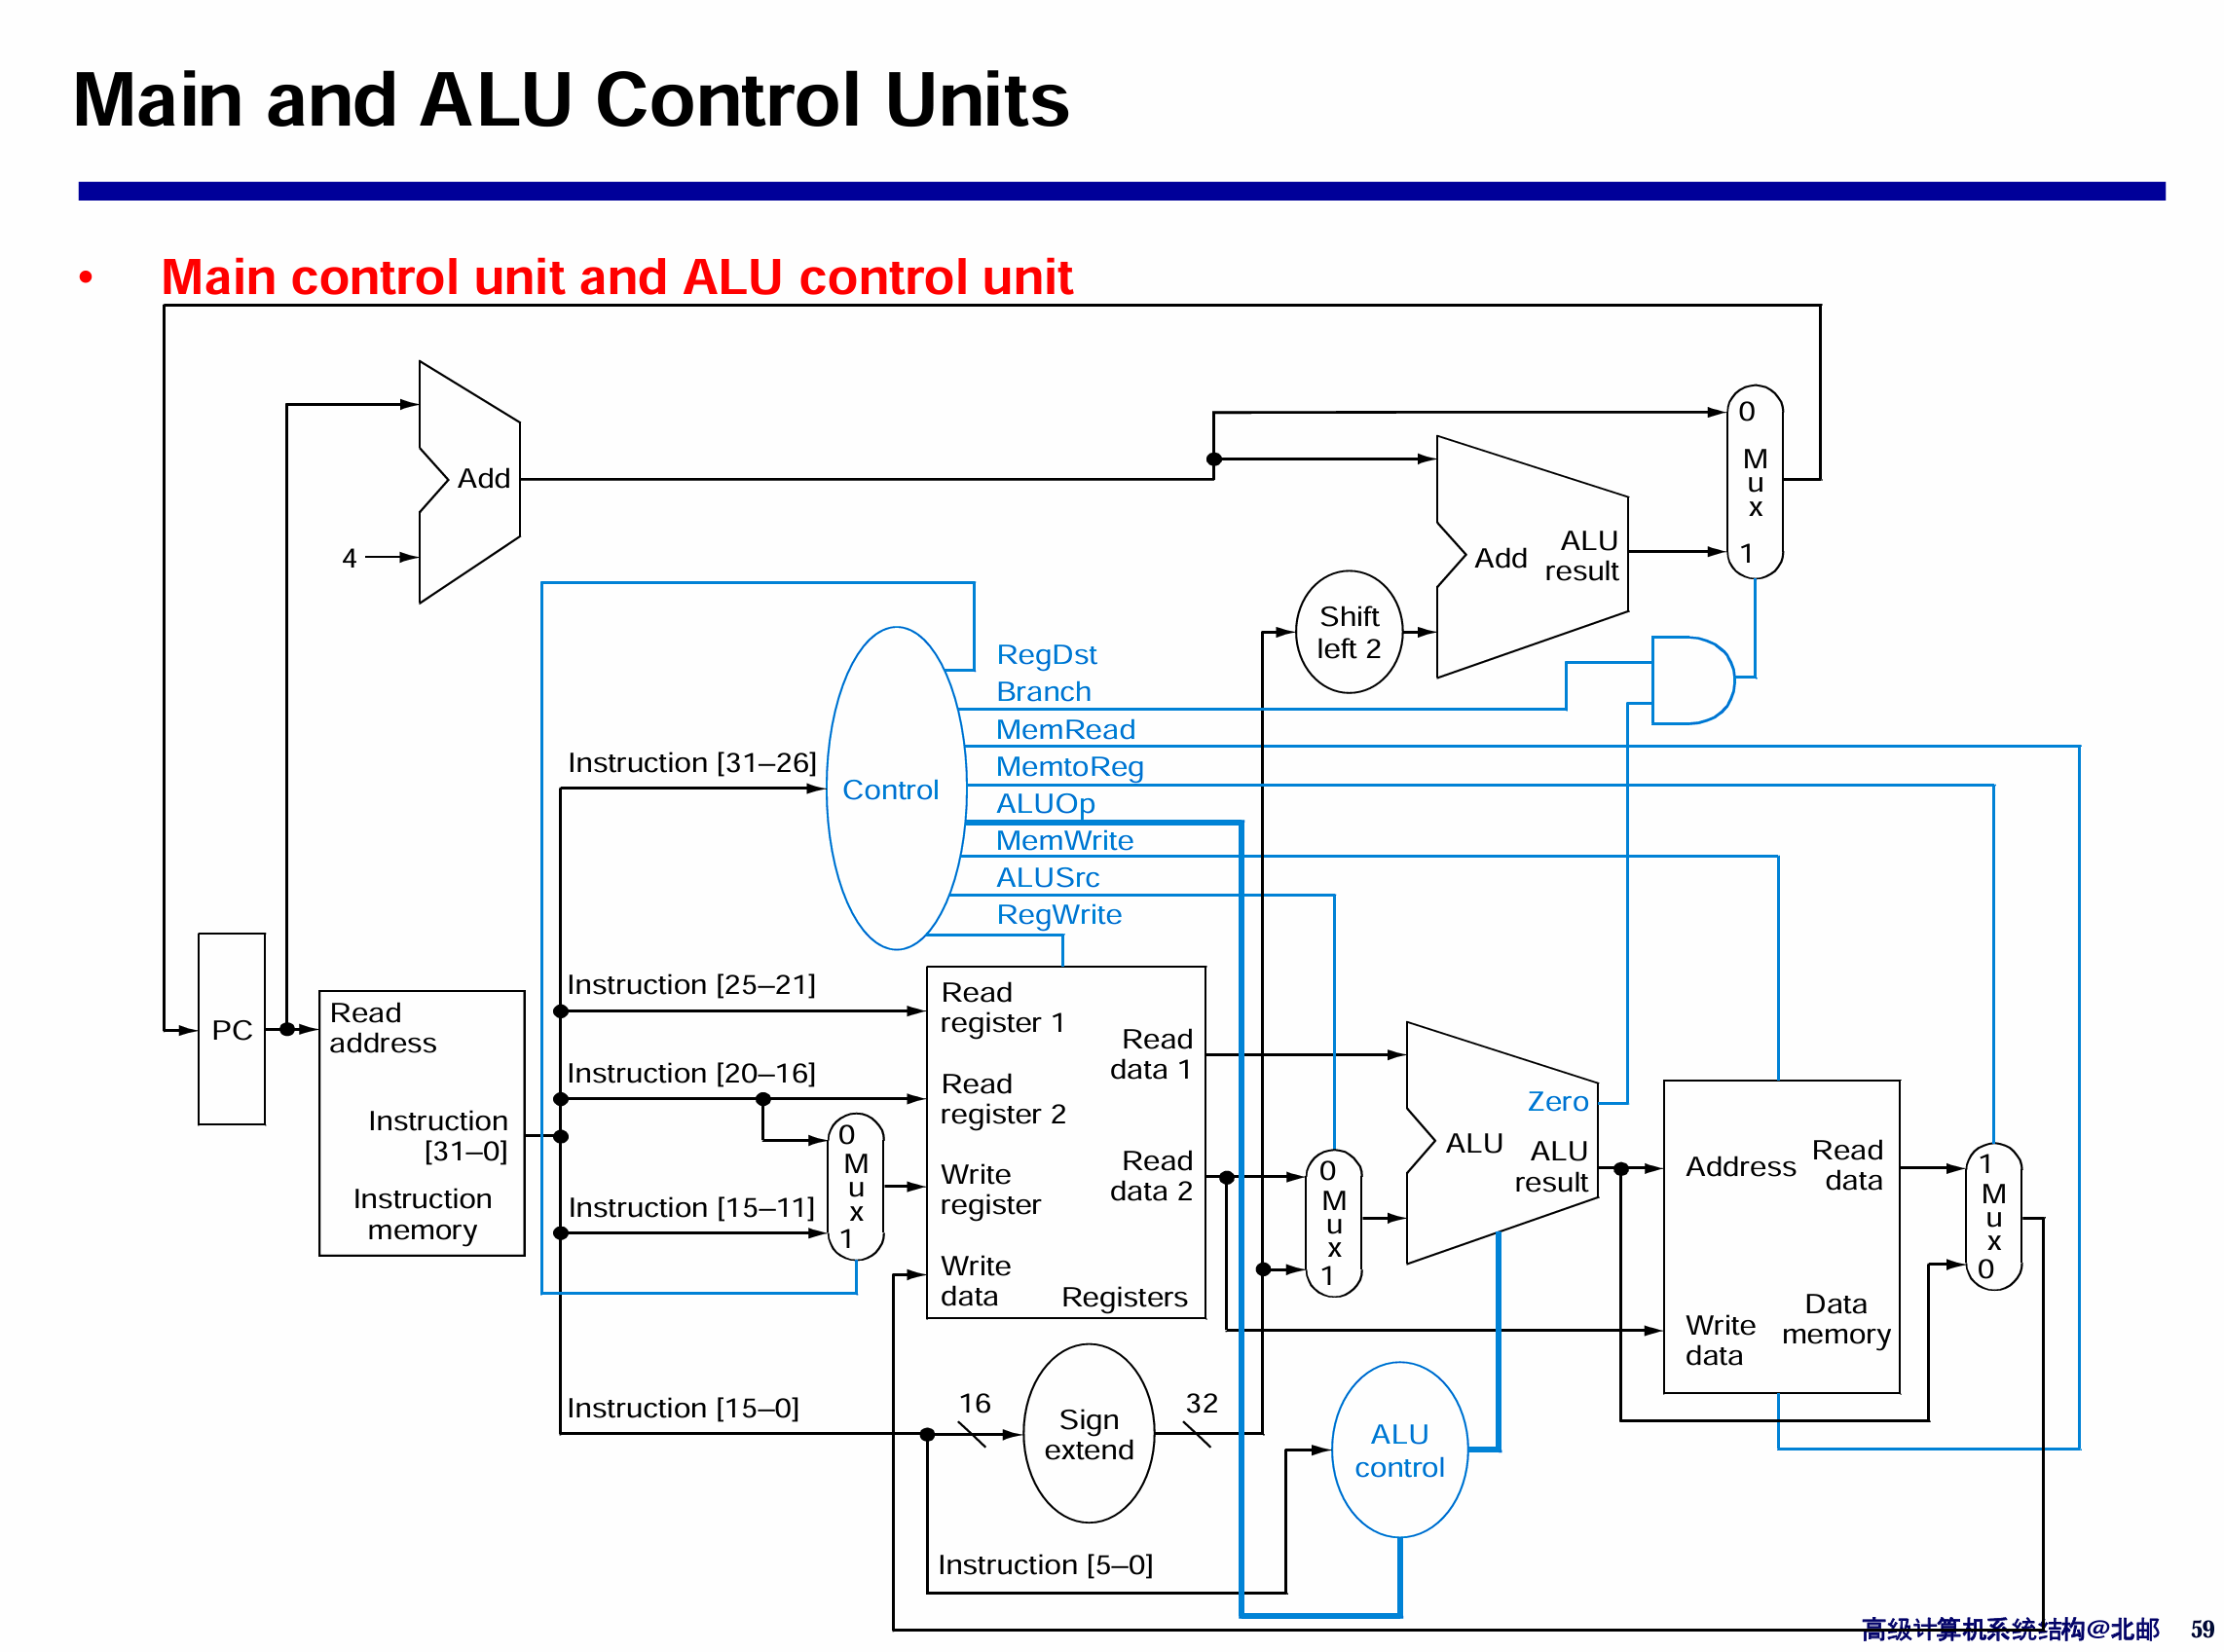 Main and ALU Control Units
• Main control unit and ALU control unit
0
M
u
x
1
Add
4
ALU
Add result
Shift
left 2
RegDst
Branch
MemRead
MemtoReg
ALUOp
MemWrite
ALUSrc
RegWrite
Instruction [31–26]
Control
PC
Read
address
Instruction
[31–0]
Instruction
memory
Instruction [25–21]
Instruction [20–16]
Instruction [15–11]
0
M
u
x
1
Read
register 1
Read
register 2
Write
register
Write
data
Read
data 1
Read
data 2
Registers
0
M
u
x
1
Zero
ALU
ALU
result
Address
Read
data
Write
data
Data
memory
1
M
u
x
0
Instruction [15–0]
16
Sign
extend
32
ALU
control
Instruction [5–0]
高级计算机系统结构@北邮 59